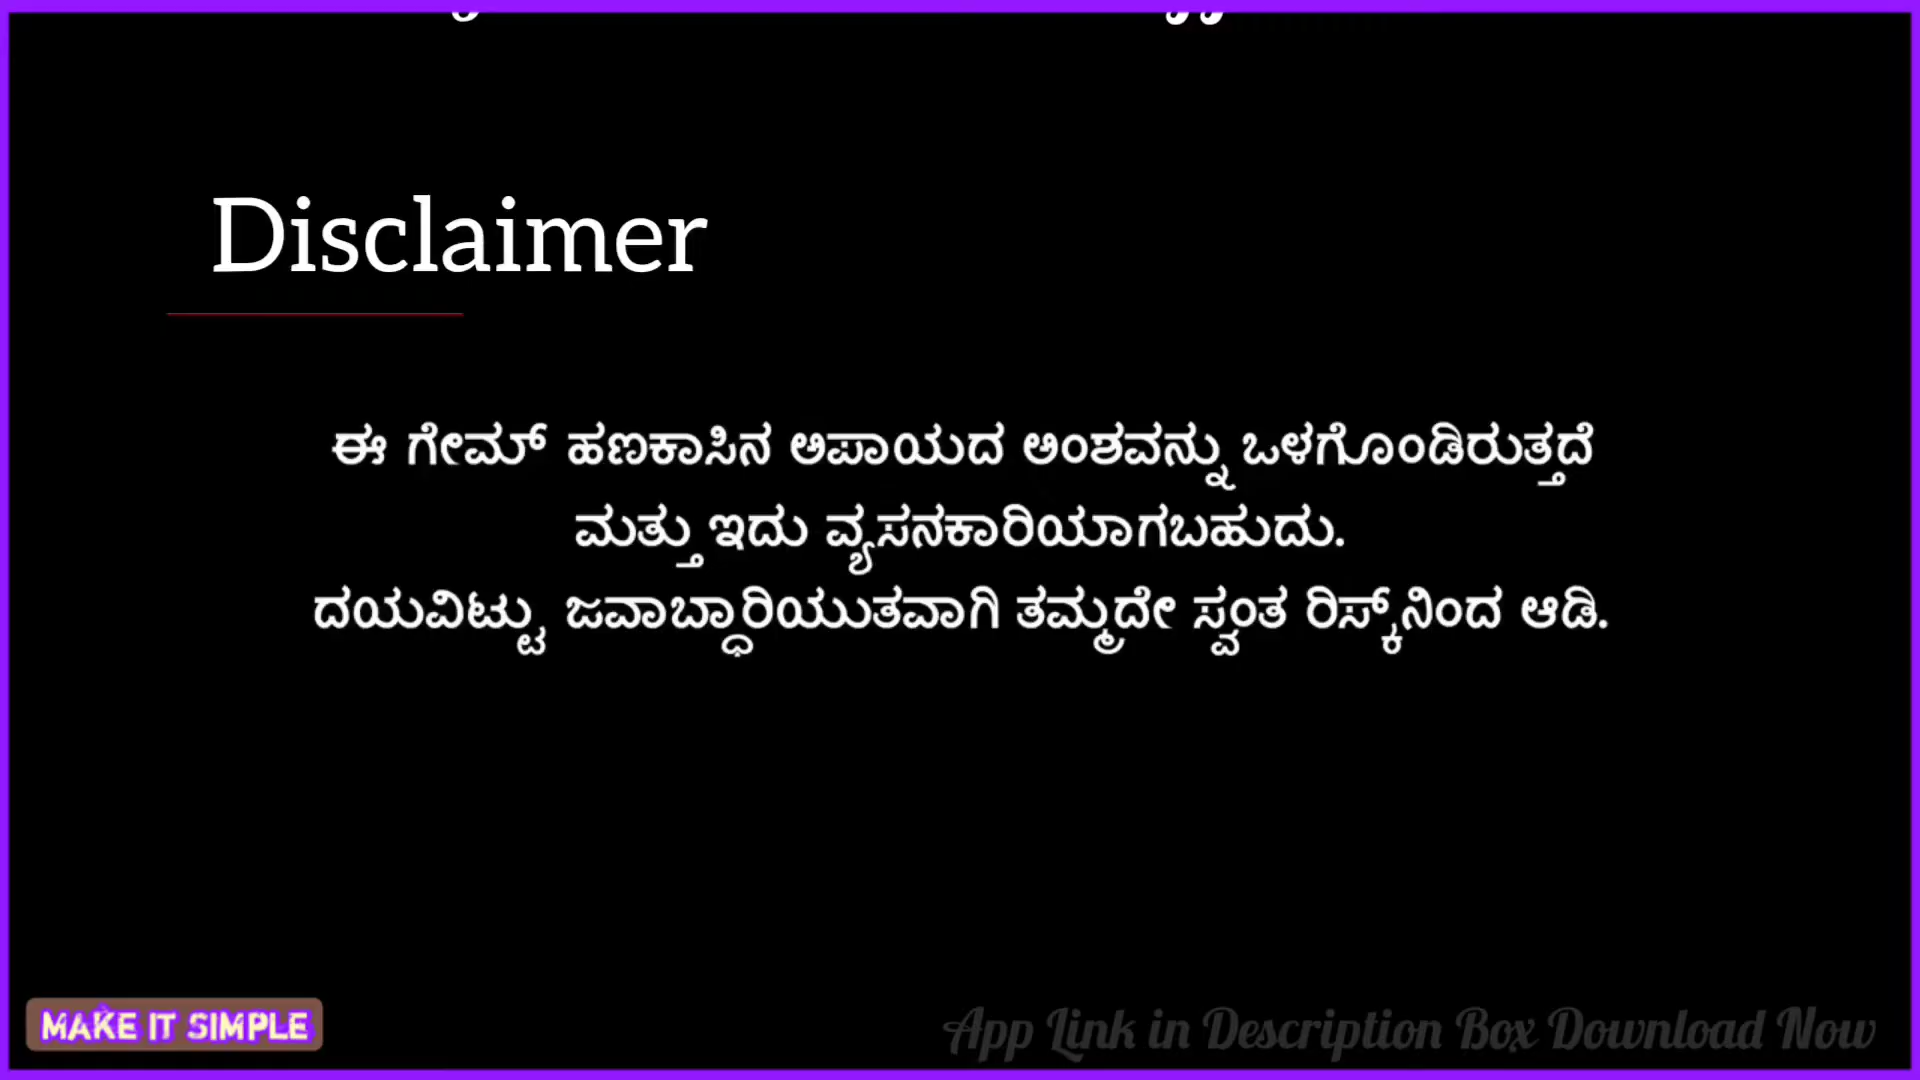 Disclaimer
ಈ ಗೇಮ್ ಹಣಕಾಸಿನ ಅಪಾಯದ ಅಂಶವನ್ನು ಒಳಗೊಂಡಿರುತ್ತದೆ
ಮತ್ತು ಇದು ವ್ಯಸನಕಾರಿಯಾಗಬಹುದು.
ದಯವಿಟ್ಟು ಜವಾಬ್ಧಾರಿಯುತವಾಗಿ ತಮ್ಮದೇ ಸ್ವಂತ ರಿಸ್ಕ್‌ನಿಂದ ಆಡಿ.
MAKE IT SIMPLE
App Link in Description Box Download Now